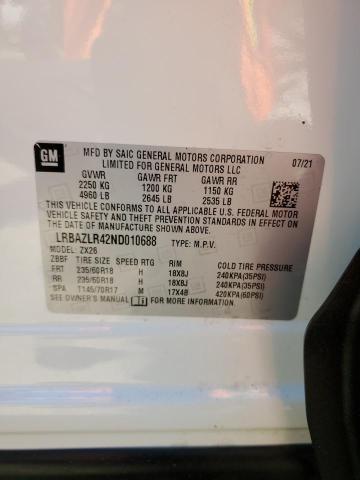 GM
MFD BY SAIC GENERAL MOTORS CORPORATION 07/21
LIMITED FOR GENERAL MOTORS LLC
GVWR GAWR FRT GAWR RR
2250 KG 1200 KG 1150 KG
4960 LB 2645 LB 2535 LB
THIS VEHICLE CONFORMS TO ALL APPLICABLE U.S. FEDERAL
MOTOR VEHICLE SAFETY, BUMPER, AND
THEFT PREVENTION STANDARDS IN EFFECT ON THE
DATE OF MANUFACTURE SHOWN ABOVE.
LRBAZLR42ND010688 TYPE: M.P.V.
MODEL: ZX26
ZBBF TIRE SIZE SPEED RTG RIM COLD TIRE PRESSURE
FRT 235/60R18 H 18X8J 240KPA(35PSI)
RR 235/60R18 H 18X8J 240KPA(35PSI)
SPA T145/70R17 M 17X4B 420KPA(60PSI)
SEE OWNER'S MANUAL FOR MORE INFORMATION.